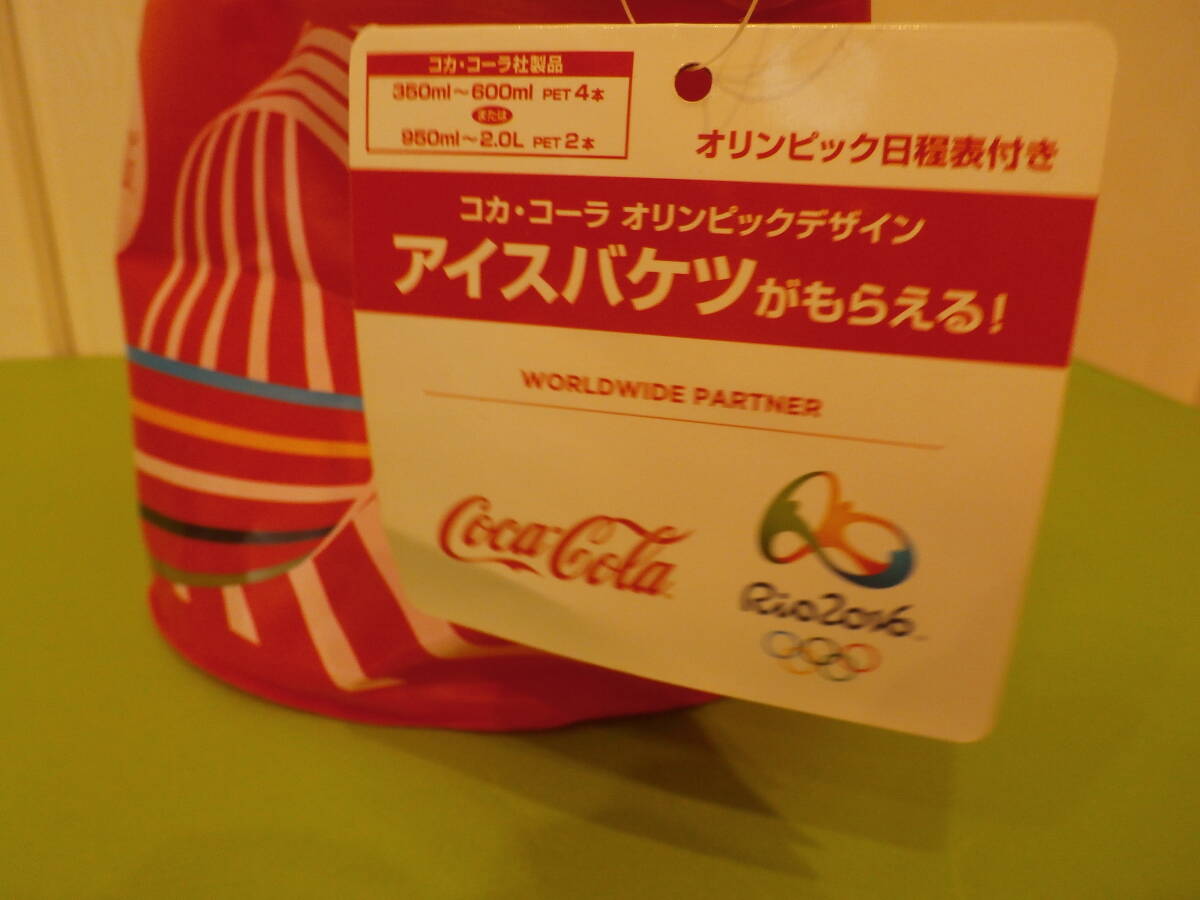 コカ・コーラ社製品
350ml〜600ml PET 4本
または
950ml〜2.0L PET 2本
オリンピック日程表付き
コカ・コーラ オリンピックデザイン
アイスバケツがもらえる!
WORLDWIDE PARTNER
Coca-Cola
Rio2016